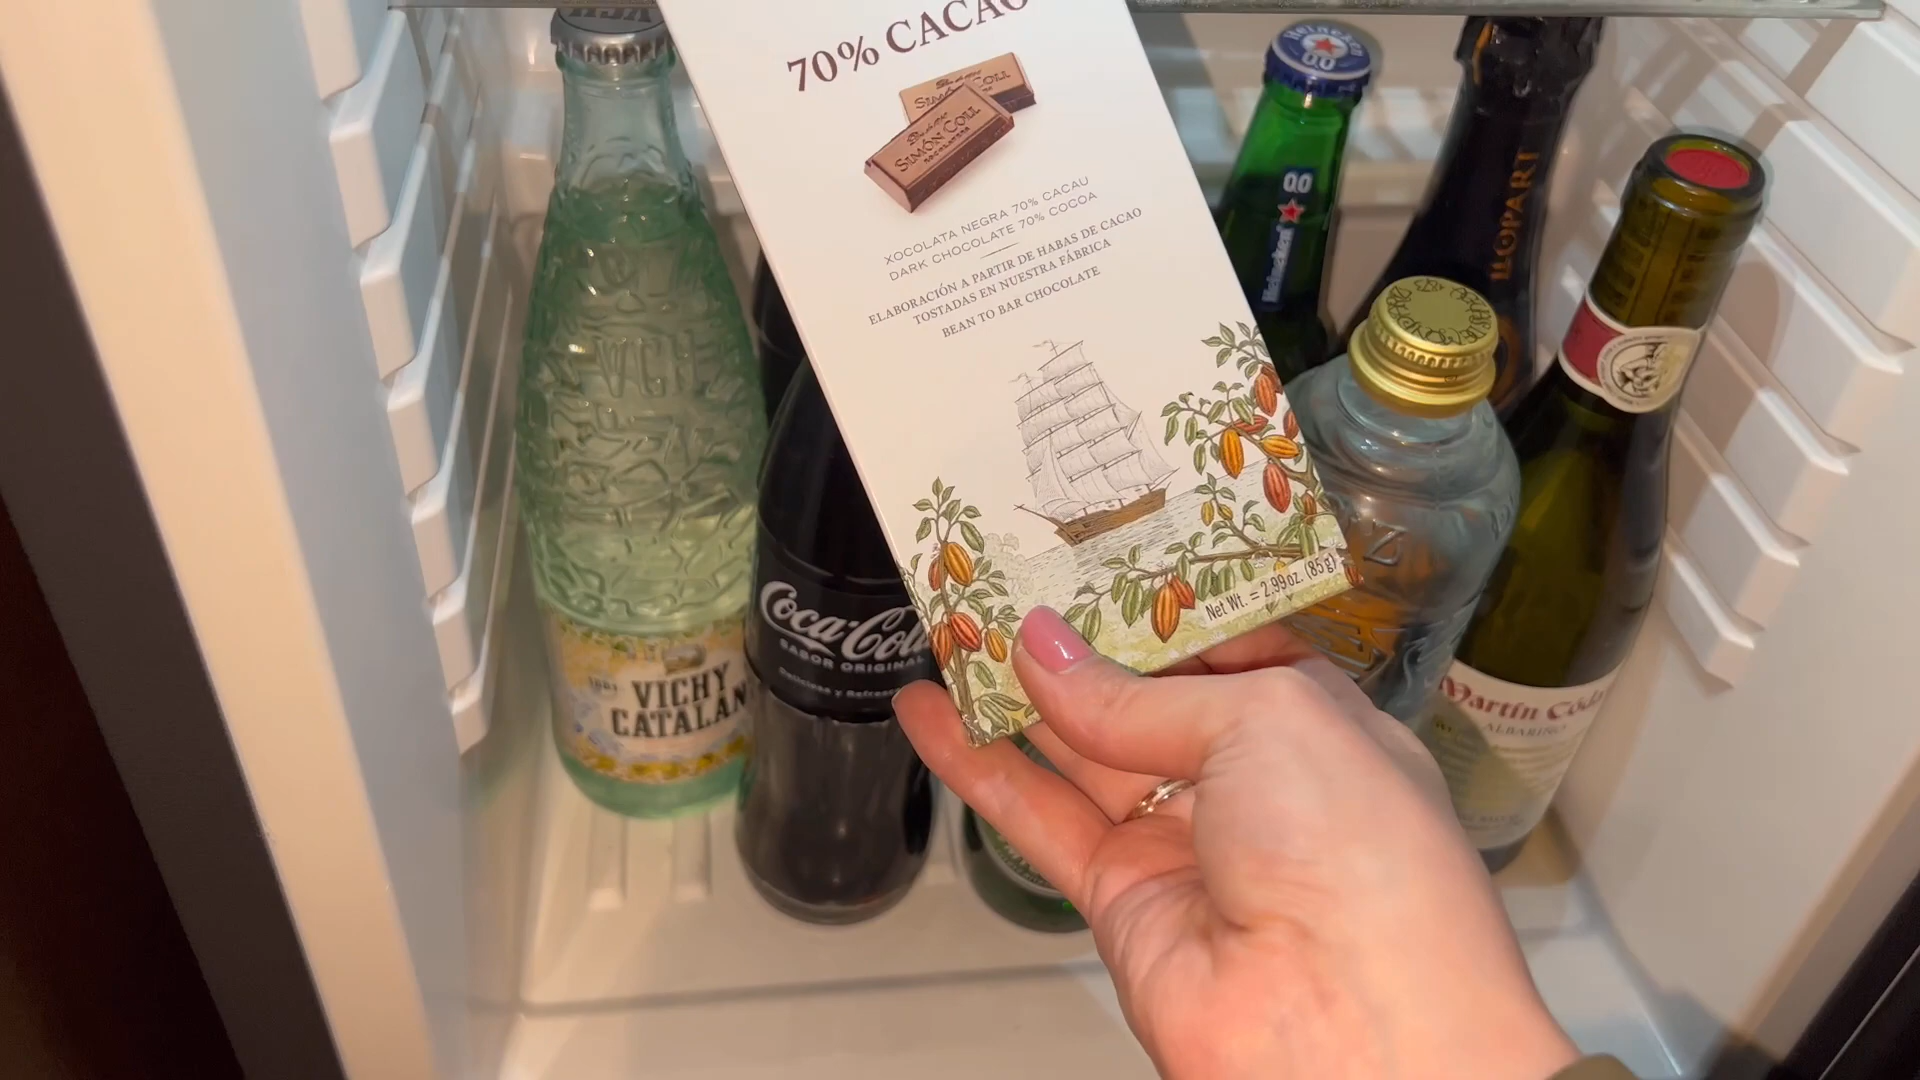 70% CACAO
SIMÓN COLL
SIMÓN COLL
XOCOLATA NEGRA 70% CACAU
DARK CHOCOLATE 70% COCOA
ELABORACIÓN A PARTIR DE HABAS DE CACAO
TOSTADAS EN NUESTRA FÁBRICA
BEAN TO BAR CHOCOLATE
Net Wt. = 2.99oz. (85g)
VICHY
CATALAN
Coca-Cola
SABOR ORIGINAL
Heineken
0.0
0.0
Heineken
LLOPART
Martín Códax
ALBARIÑO